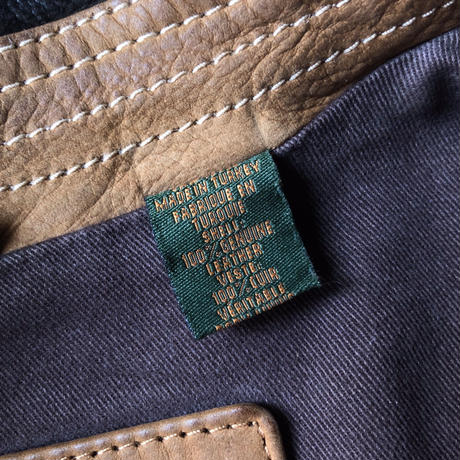 MADE IN TURKEY
FABRIQUE EN
TURQUIE
SHELL:
100% GENUINE
LEATHER
VESTE:
100% CUIR
VERITABLE